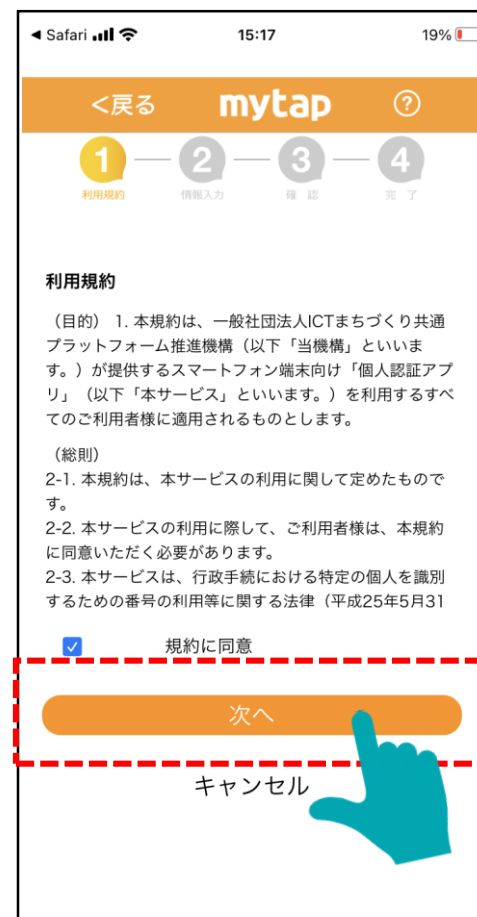 ◀ Safari 15:17 19%
<戻る mytap ?
1 2 3 4
利用規約 情報入力 確 認 完 了
利用規約
（目的） 1. 本規約は、一般社団法人ICTまちづくり共通
プラットフォーム推進機構（以下「当機構」といいま
す。）が提供するスマートフォン端末向け「個人認証アプ
リ」（以下「本サービス」といいます。）を利用するすべ
てのご利用者様に適用されるものとします。
（総則）
2-1. 本規約は、本サービスの利用に関して定めたもので
す。
2-2. 本サービスの利用に際して、ご利用者様は、本規約
に同意いただく必要があります。
2-3. 本サービスは、行政手続における特定の個人を識別
するための番号の利用等に関する法律（平成25年5月31
規約に同意
次へ
キャンセル